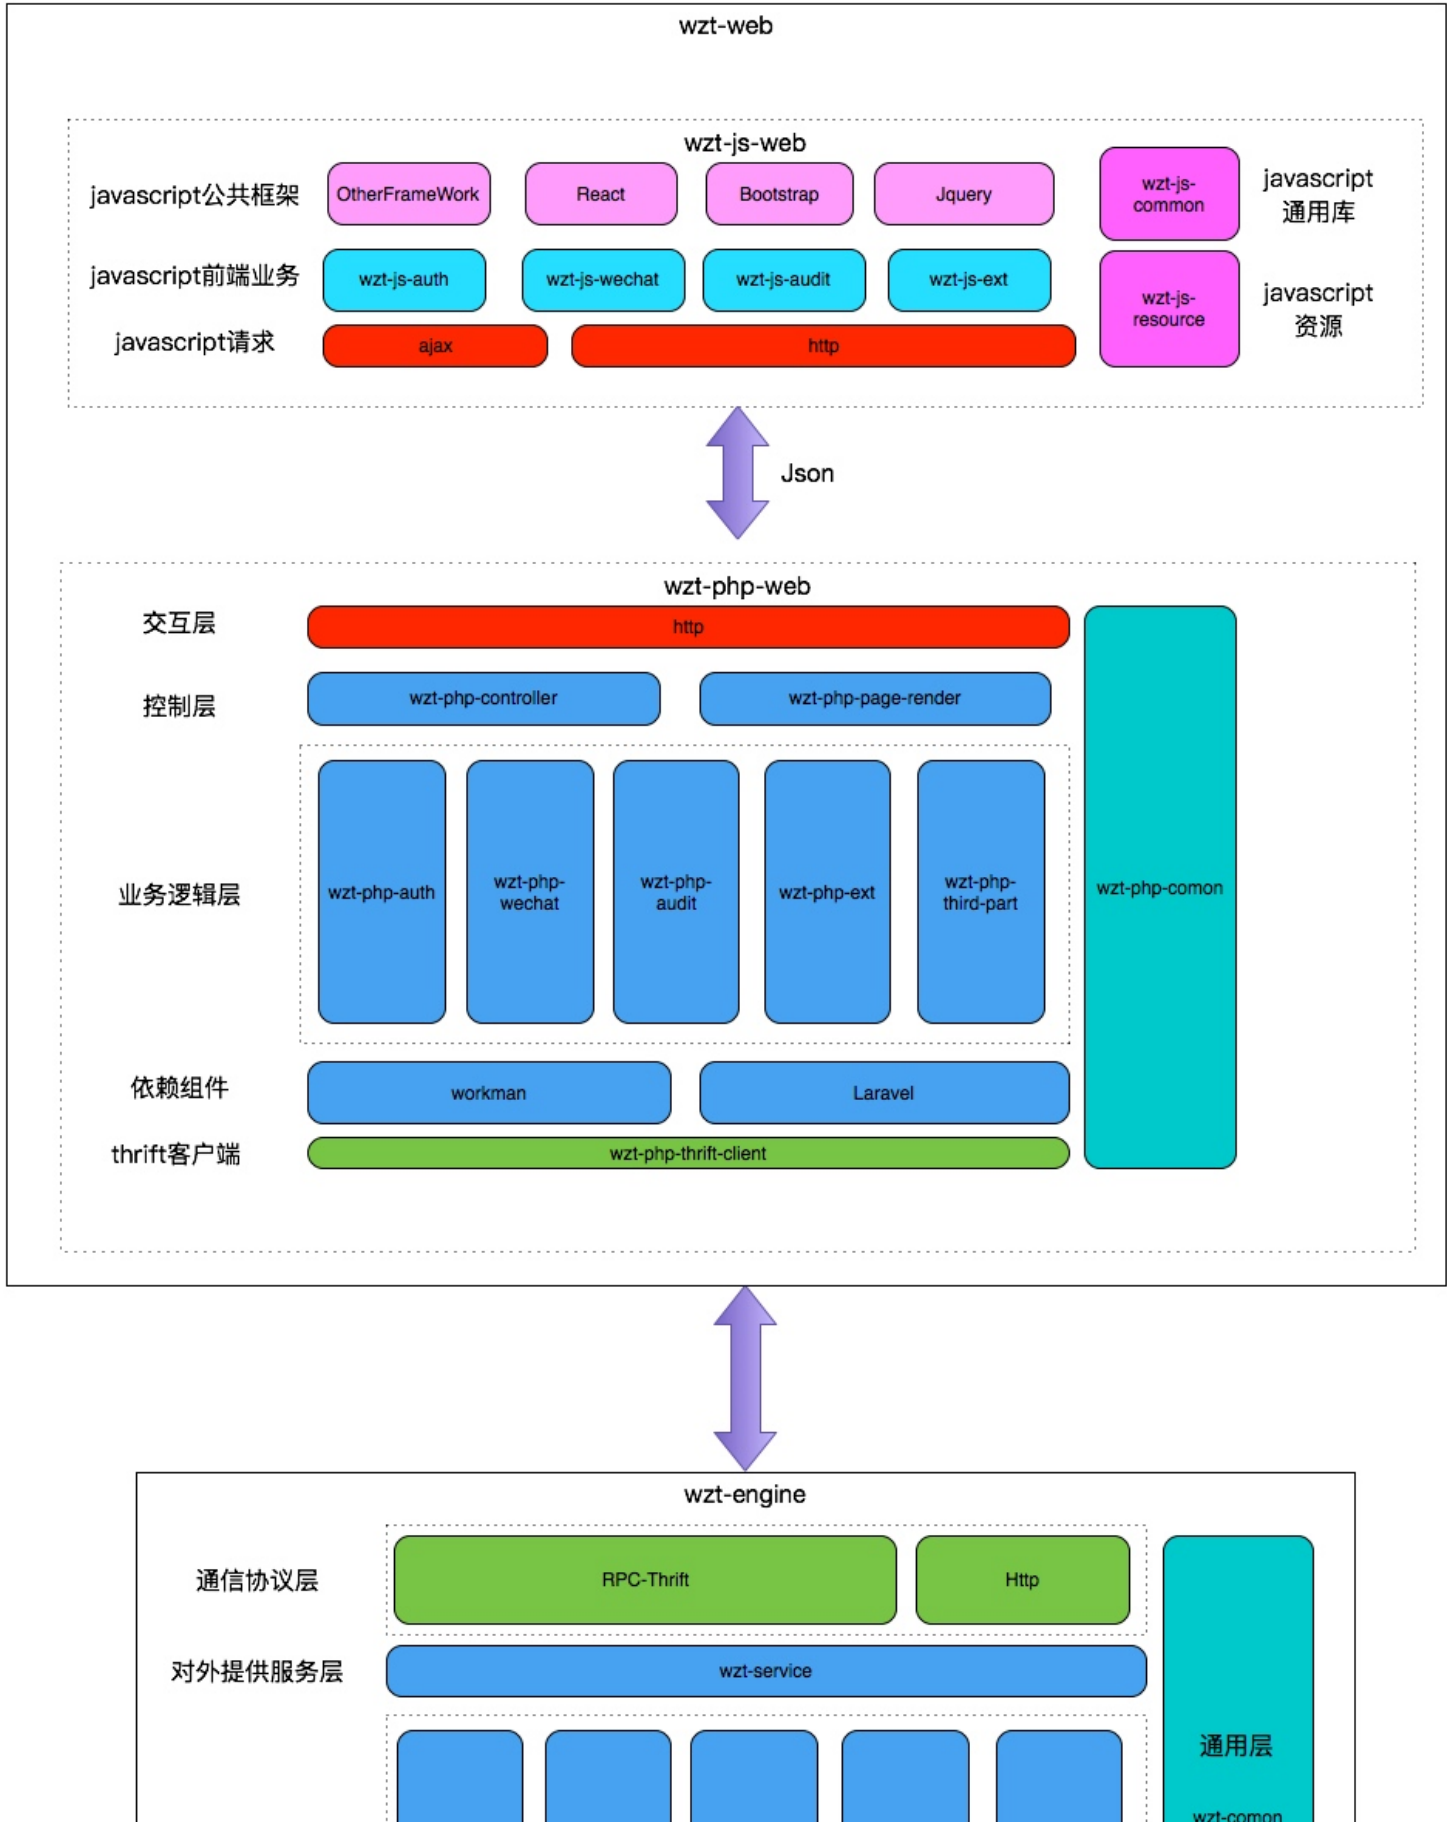 wzt-web
wzt-js-web
javascript公共框架
OtherFrameWork
React
Bootstrap
Jquery
wzt-js-
common
javascript
通用库
javascript前端业务
wzt-js-auth
wzt-js-wechat
wzt-js-audit
wzt-js-ext
wzt-js-
resource
javascript
资源
javascript请求
ajax
http
Json
wzt-php-web
交互层
http
控制层
wzt-php-controller
wzt-php-page-render
业务逻辑层
wzt-php-auth
wzt-php-
wechat
wzt-php-
audit
wzt-php-ext
wzt-php-
third-part
wzt-php-comon
依赖组件
workman
Laravel
thrift客户端
wzt-php-thrift-client
wzt-engine
通信协议层
RPC-Thrift
Http
对外提供服务层
wzt-service
通用层
wzt-comon